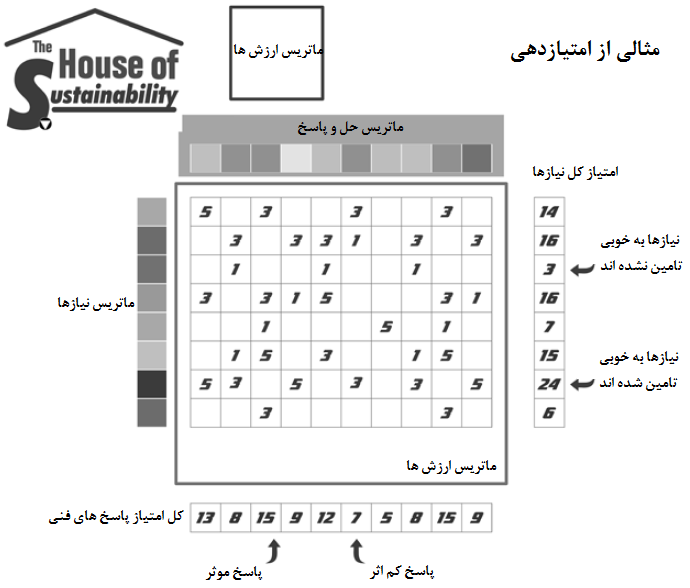 The
House of
Sustainability
ماتریس ارزش ها
مثالی از امتیازدهی
ماتریس حل و پاسخ
امتیاز کل نیازها
5 3 3 3 14
3 3 3 1 3 3 16
نیازها به خوبی
تامین نشده اند
1 1 1 3
3 3 1 5 3 1 16
ماتریس نیازها
1 5 1 7
1 5 3 1 5 15
نیازها به خوبی
تامین شده اند
5 3 5 3 3 5 24
3 3 6
ماتریس ارزش ها
کل امتیاز پاسخ های فنی
13 8 15 9 12 7 5 8 15 9
پاسخ موثر
پاسخ کم اثر